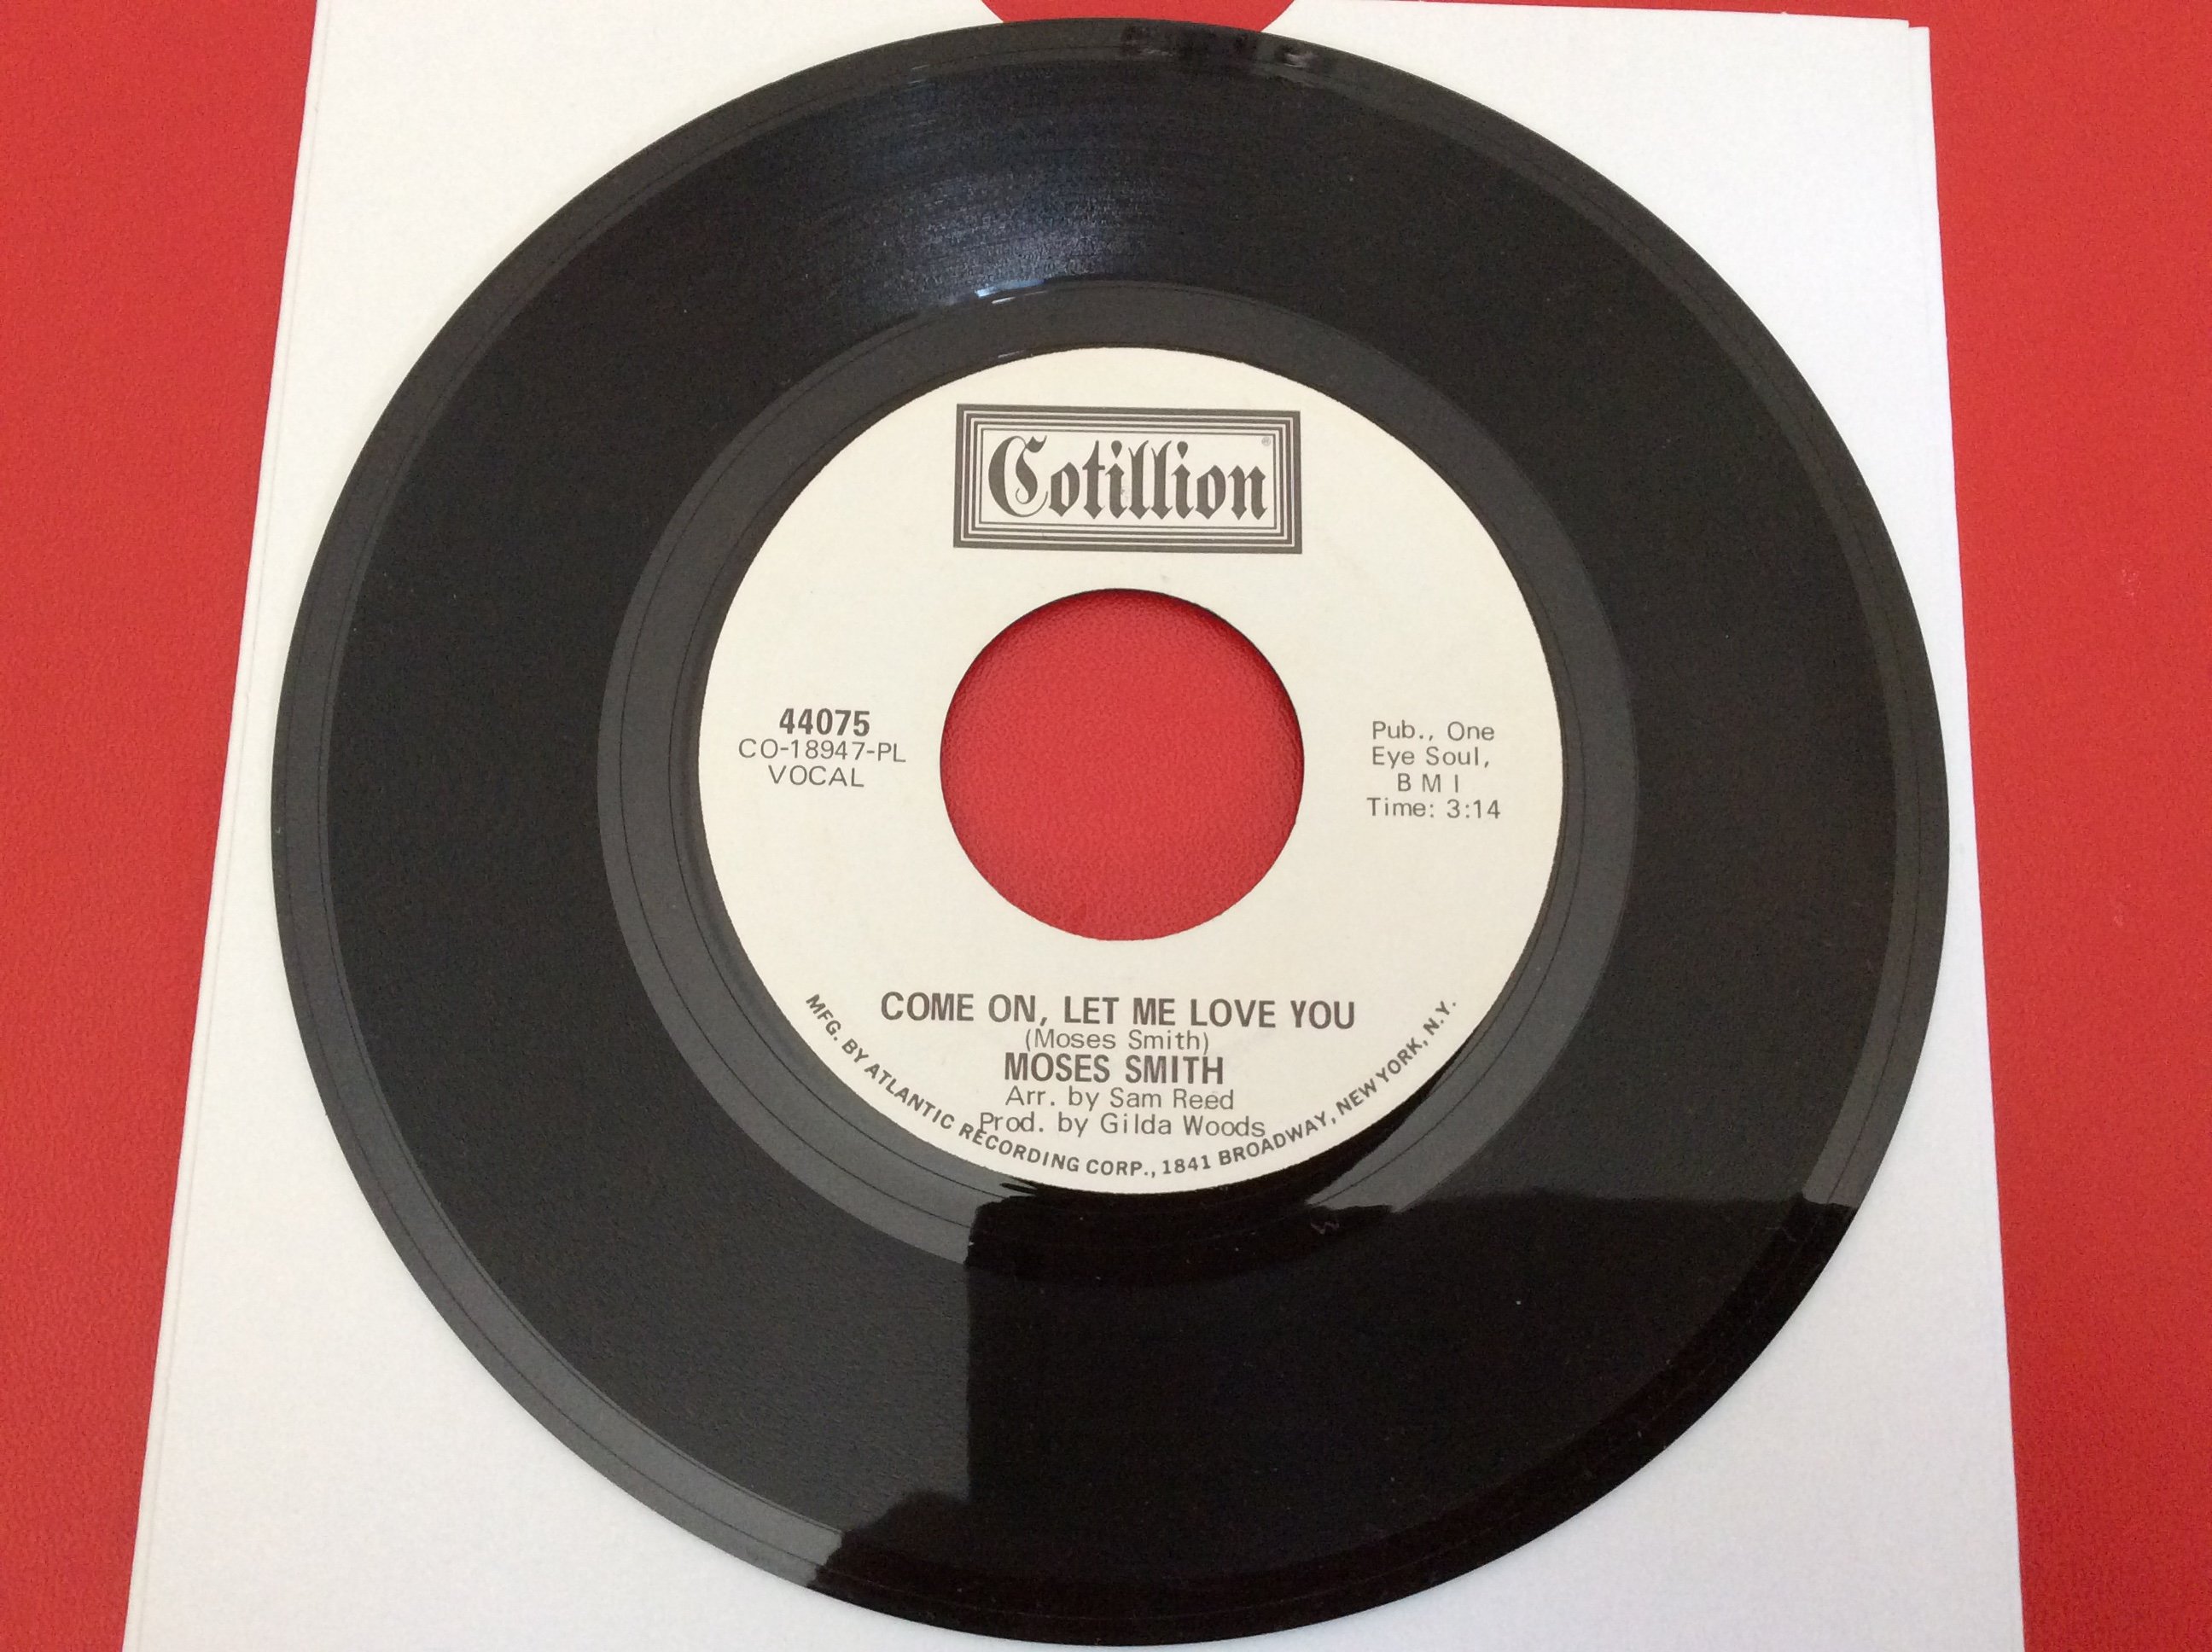 Cotillion®
44075
CO-18947-PL
VOCAL
Pub., One
Eye Soul,
B M I
Time: 3:14
COME ON, LET ME LOVE YOU
(Moses Smith)
MOSES SMITH
Arr. by Sam Reed
Prod. by Gilda Woods
MFG. BY ATLANTIC RECORDING CORP., 1841 BROADWAY, NEW YORK, N.Y.